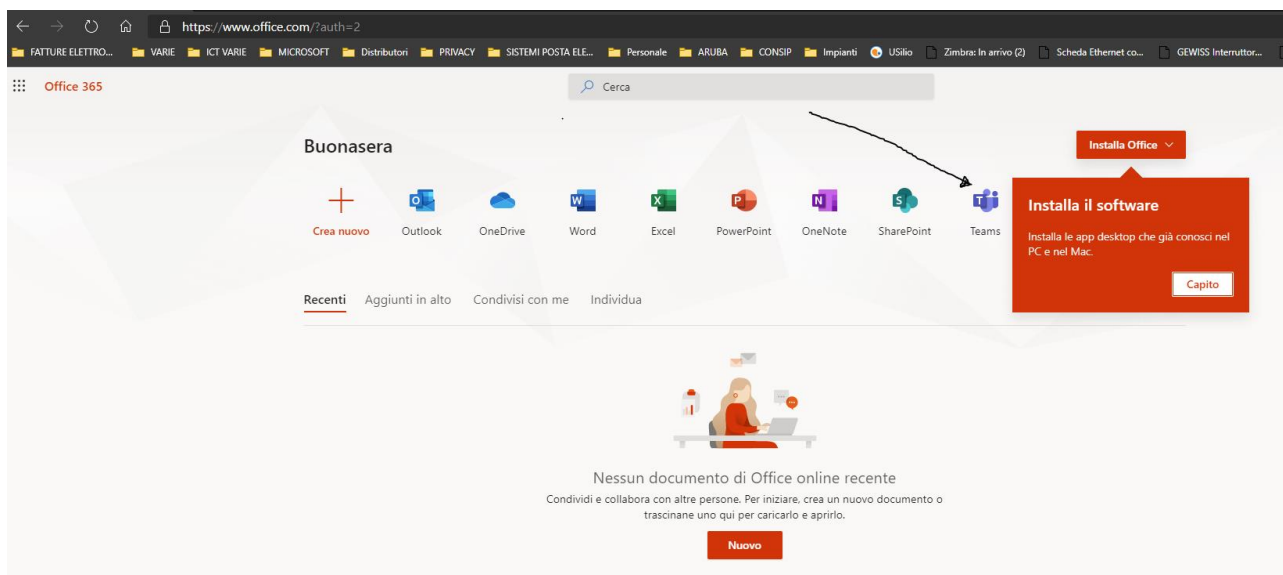 https://www.office.com/?auth=2
FATTURE ELETTRO... VARIE ICT VARIE MICROSOFT Distributori PRIVACY SISTEMI POSTA ELE... Personale ARUBA CONSIP Impianti USilio Zimbra: In arrivo (2) Scheda Ethernet co... GEWISS Interruttor...
Office 365 Cerca
Buonasera
Installa Office
Crea nuovo Outlook OneDrive Word Excel PowerPoint OneNote SharePoint Teams
Installa il software
Installa le app desktop che già conosci nel
PC e nel Mac.
Capito
Recenti Aggiunti in alto Condivisi con me Individua
Nessun documento di Office online recente
Condividi e collabora con altre persone. Per iniziare, crea un nuovo documento o
trascinane uno qui per caricarlo e aprirlo.
Nuovo